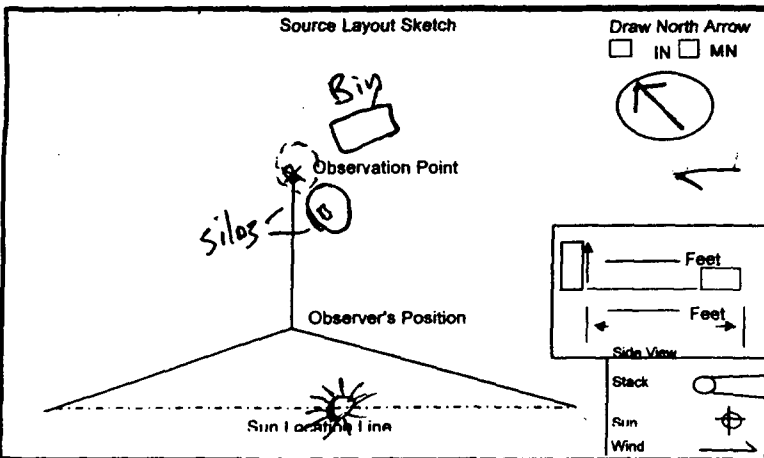 Source Layout Sketch
Draw North Arrow
IN MN
Bin
Observation Point
silos
Feet
Feet
Observer's Position
Side View
Stack
Sun Location Line
Sun
Wind